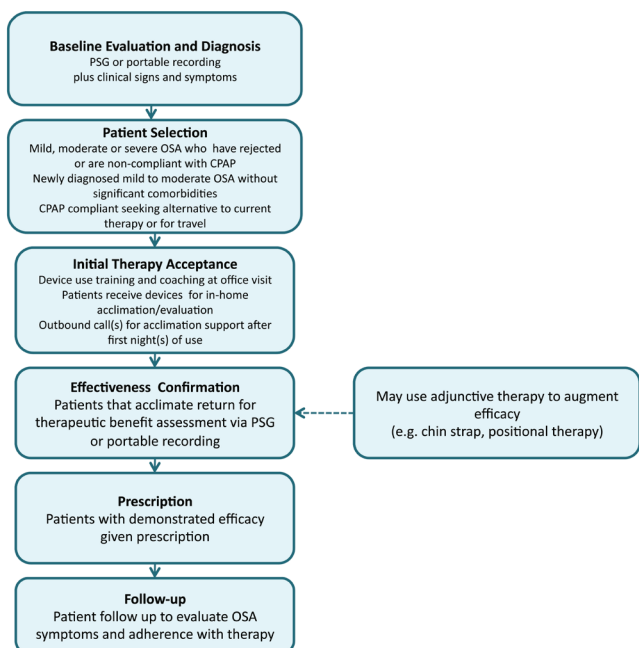 Baseline Evaluation and Diagnosis
PSG or portable recording
plus clinical signs and symptoms
Patient Selection
Mild, moderate or severe OSA who have rejected
or are non-compliant with CPAP
Newly diagnosed mild to moderate OSA without
significant comorbidities
CPAP compliant seeking alternative to current
therapy or for travel
Initial Therapy Acceptance
Device use training and coaching at office visit
Patients receive devices for in-home
acclimation/evaluation
Outbound call(s) for acclimation support after
first night(s) of use
Effectiveness Confirmation
Patients that acclimate return for
therapeutic benefit assessment via PSG
or portable recording
May use adjunctive therapy to augment
efficacy
(e.g. chin strap, positional therapy)
Prescription
Patients with demonstrated efficacy
given prescription
Follow-up
Patient follow up to evaluate OSA
symptoms and adherence with therapy